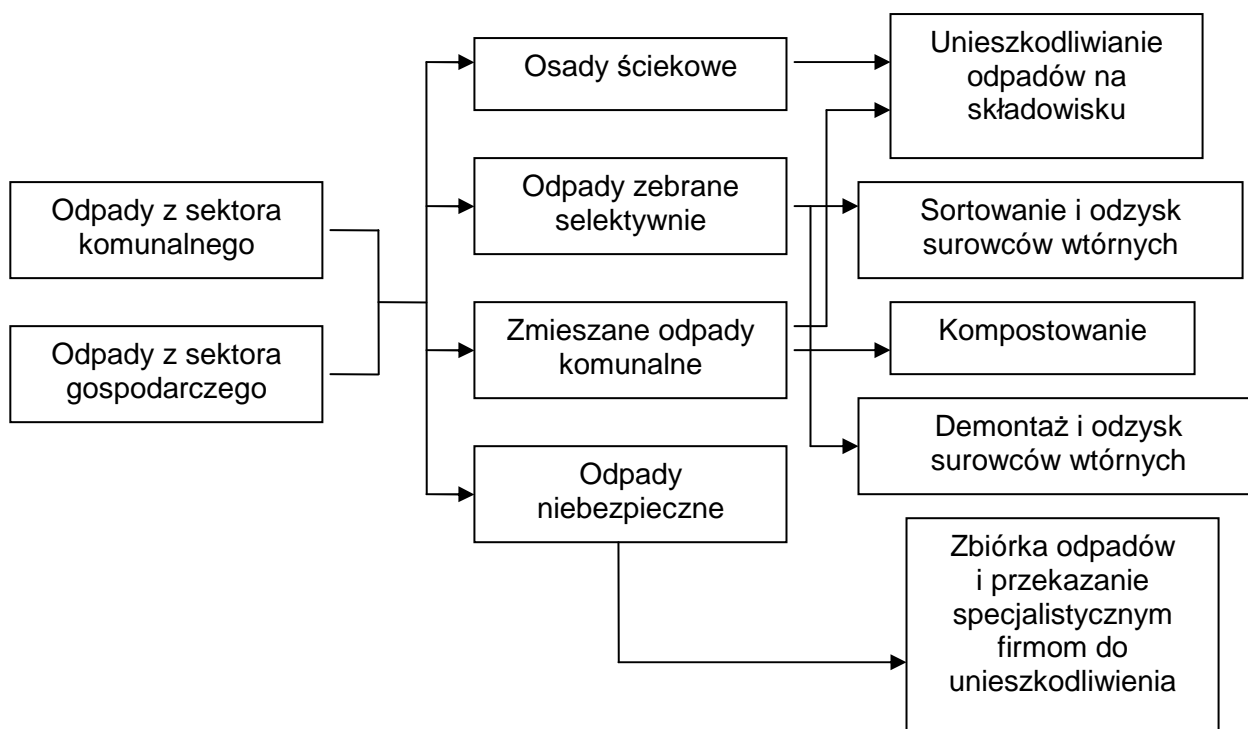 Odpady z sektora
komunalnego
Odpady z sektora
gospodarczego
Osady ściekowe
Odpady zebrane
selektywnie
Zmieszane odpady
komunalne
Odpady
niebezpieczne
Unieszkodliwianie
odpadów na
składowisku
Sortowanie i odzysk
surowców wtórnych
Kompostowanie
Demontaż i odzysk
surowców wtórnych
Zbiórka odpadów
i przekazanie
specjalistycznym
firmom do
unieszkodliwienia